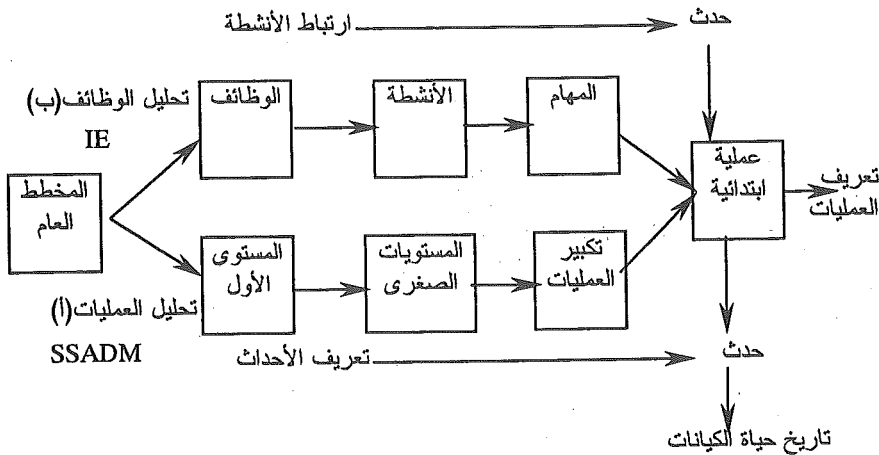 ارتباط الأنشطة
حدث
تحليل الوظائف(ب)
IE
الوظائف
الأنشطة
المهام
المخطط
العام
عملية
ابتدائية
تعريف
العمليات
المستوى
الأول
المستويات
الصغرى
تكبير
العمليات
تحليل العمليات(أ)
SSADM
تعريف الأحداث
حدث
تاريخ حياة الكيانات